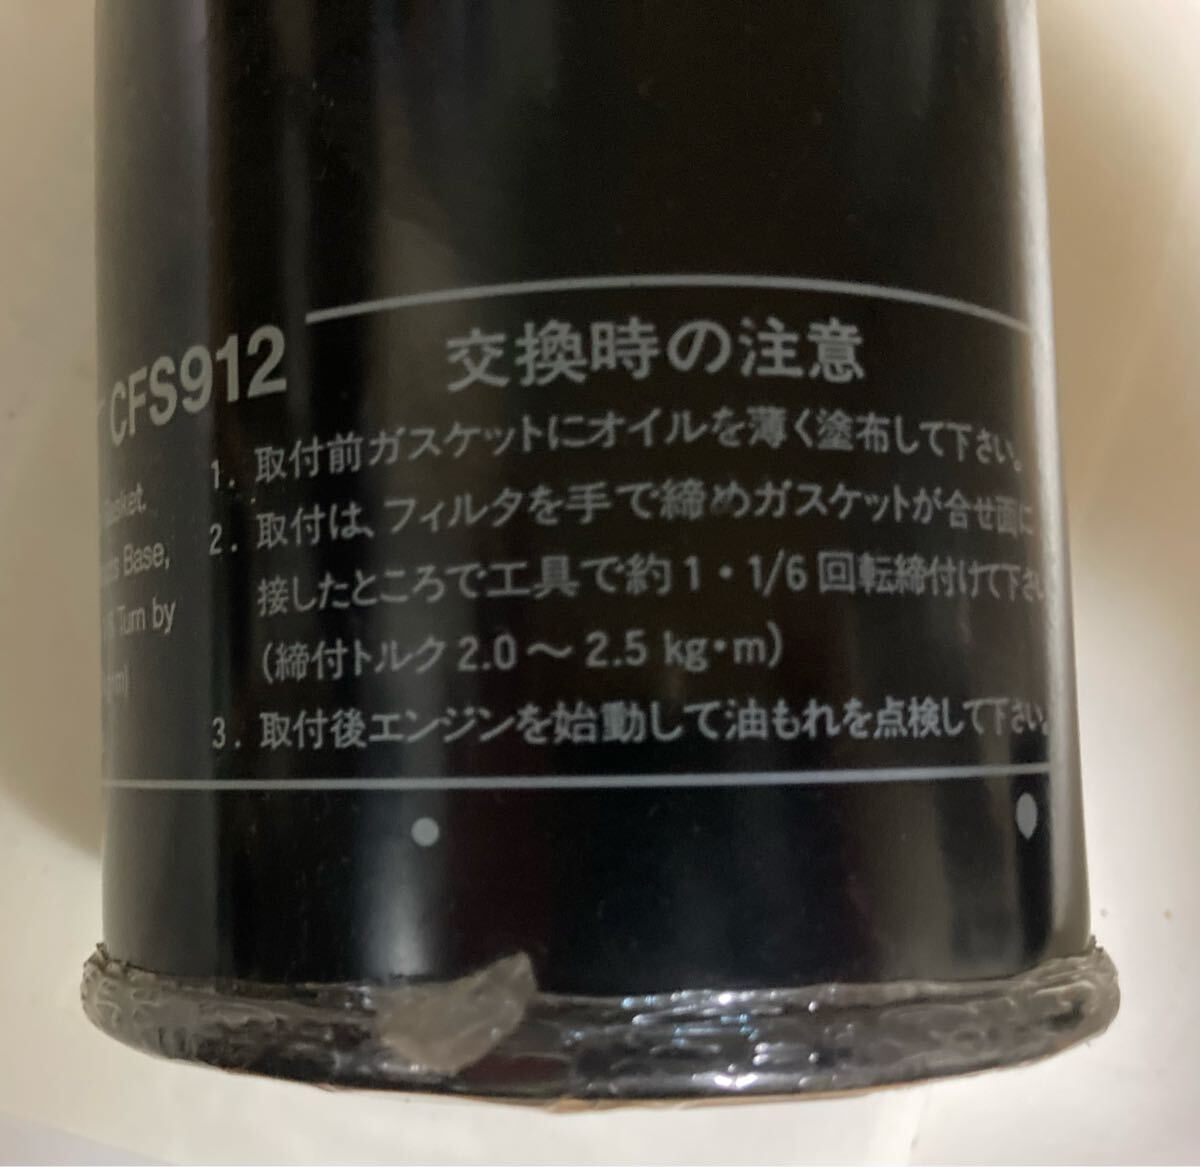 CFS912
Gasket.
Base,
Turn by
交換時の注意
1. 取付前ガスケットにオイルを薄く塗布して下さい。
2. 取付は、フィルタを手で締めガスケットが合せ面に
接したところで工具で約1・1/6回転締付けて下さい
(締付トルク2.0～2.5 kg・m)
3. 取付後エンジンを始動して油もれを点検して下さい。